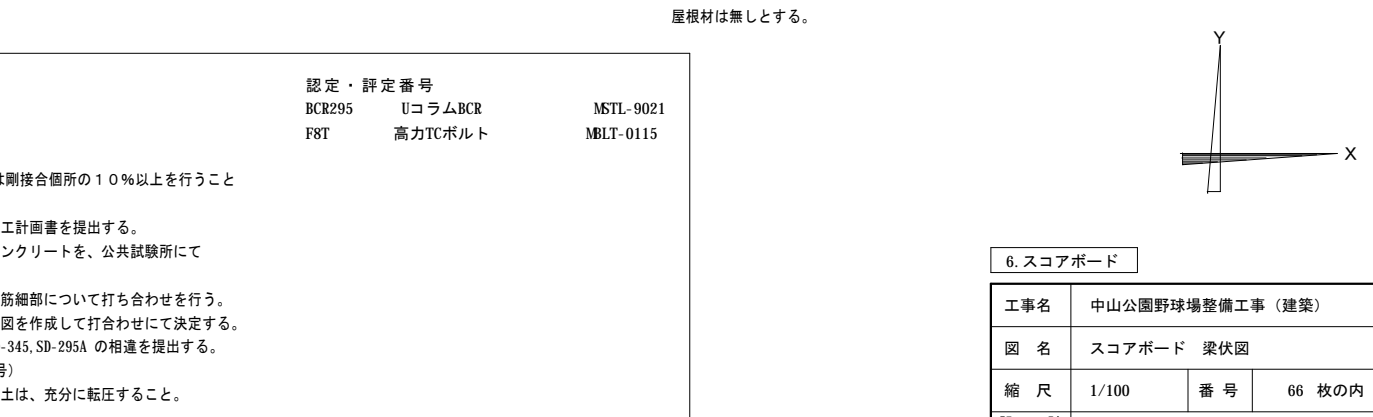 屋根材は無しとする。
認定・評定番号
BCR295 UコラムBCR MSTL-9021
F8T 高力TCボルト MBLT-0115
は剛接合個所の10%以上を行うこと
工計画書を提出する。
ンクリートを、公共試験所にて
筋細部について打ち合わせを行う。
図を作成して打合わせにて決定する。
-345,SD-295A の相違を提出する。
号)
土は、充分に転圧すること。
Y
X
6.スコアボード
工事名 中山公園野球場整備工事(建築)
図 名 スコアボード 梁伏図
縮 尺 1/100 番 号 66 枚の内